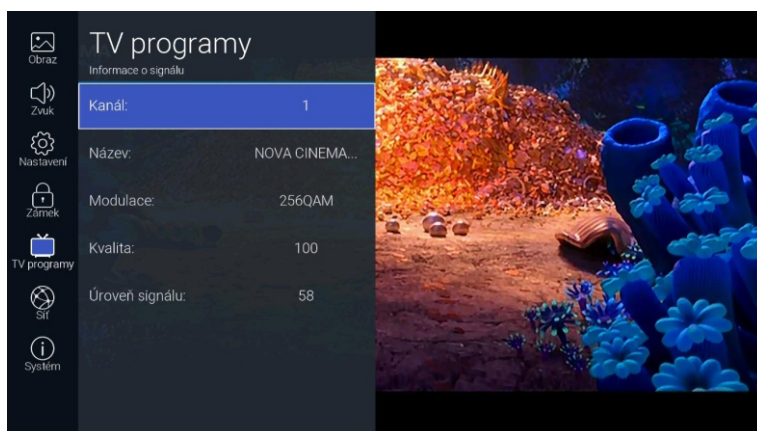 TV programy
Informace o signálu
Obraz
Zvuk
Nastavení
Zámek
TV programy
Síť
Systém
Kanál: 1
Název: NOVA CINEMA...
Modulace: 256QAM
Kvalita: 100
Úroveň signálu: 58